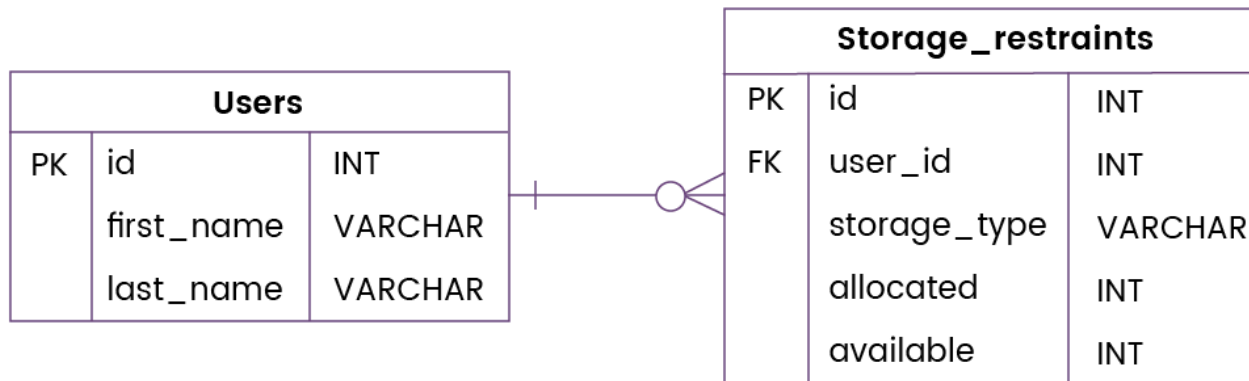 Users
PK id INT
first_name VARCHAR
last_name VARCHAR
Storage_restraints
PK id INT
FK user_id INT
storage_type VARCHAR
allocated INT
available INT